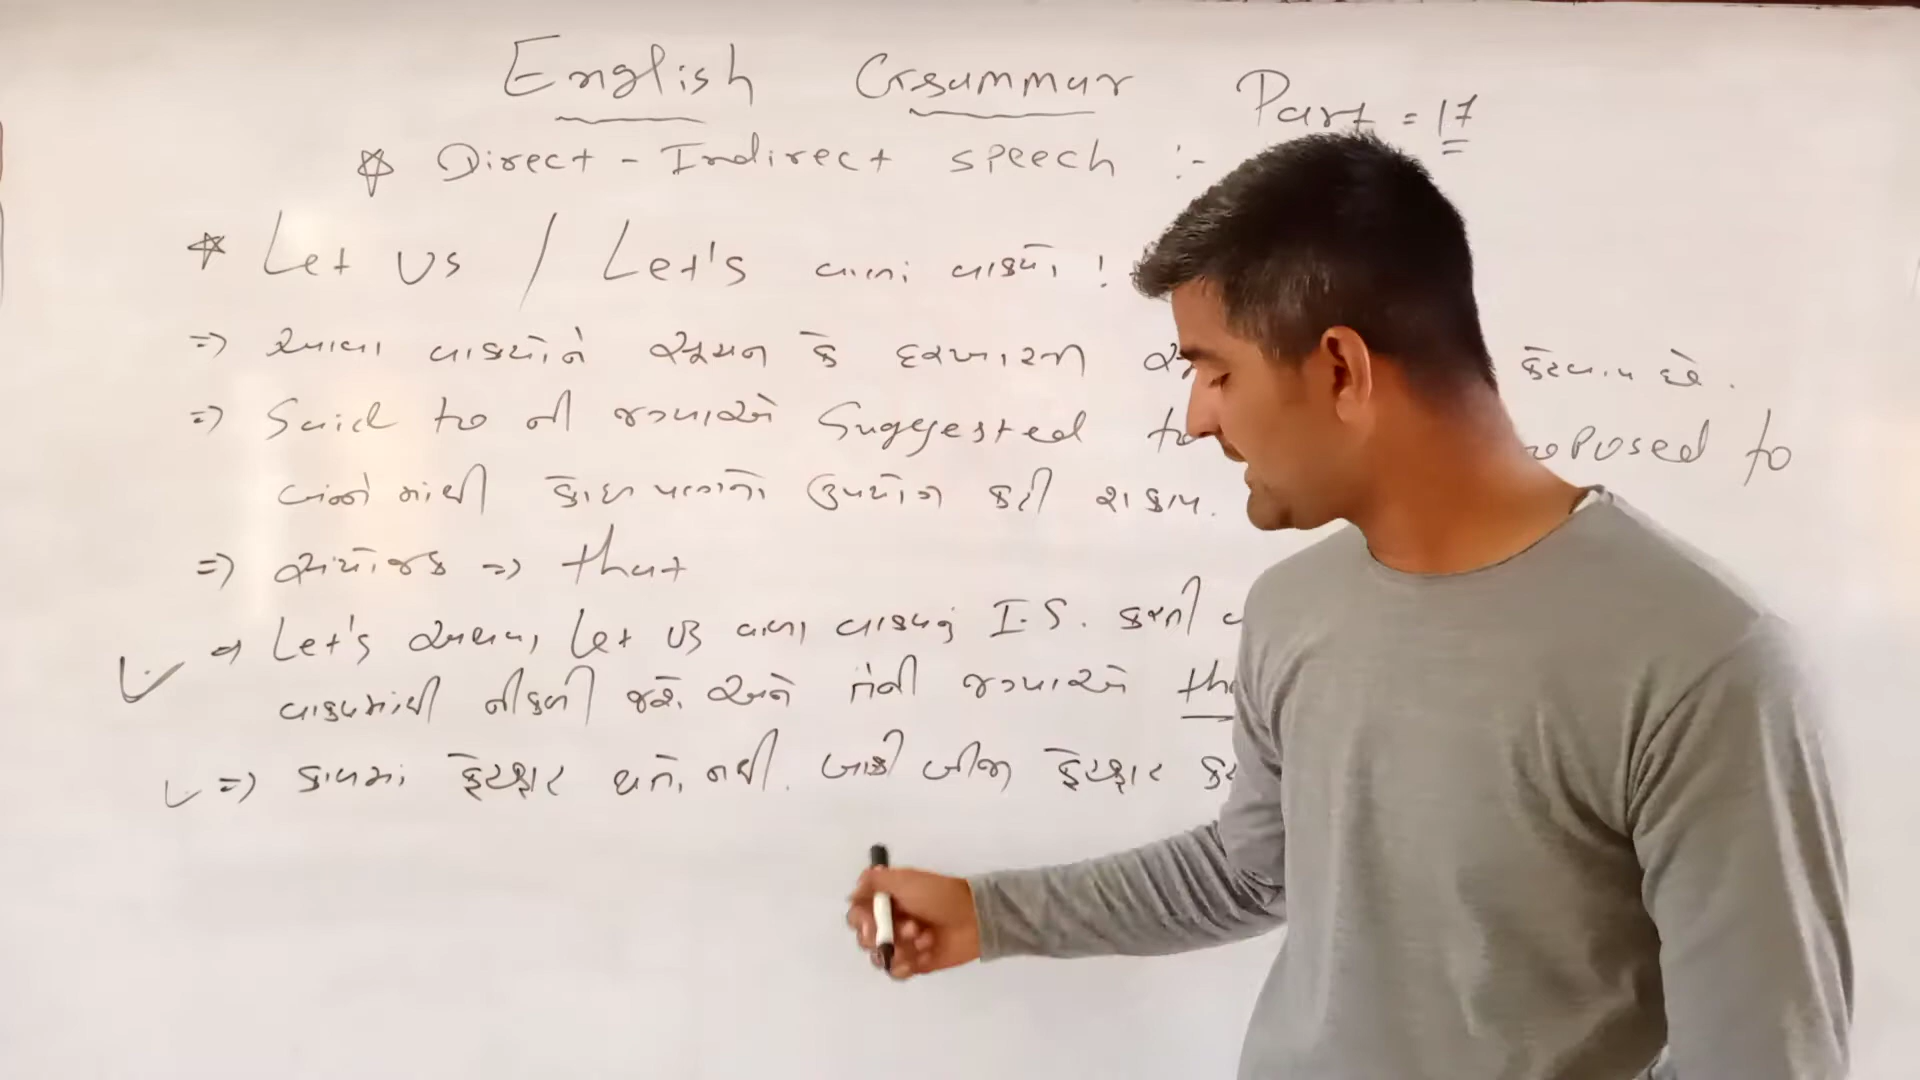 English Grammar Part = 17
* Direct - Indirect speech :-
* Let us / Let's વાળાં વાક્યો !
=> આવા વાક્યોને સૂચન કે દરખાસ્ત કહેવાય છે.
=> Said to ની જગ્યાએ Suggested to proposed to
બંને માંથી કોઇ પણનો ઉપયોગ કરી શકાય.
=> સંયોજક => that
=> Let's અથવા, Let us વાળા વાક્યનું I.S. કરતી
વાક્યમાંથી નીકળી જશે. અને તેની જગ્યાએ
=> કાળમાં ફેરફાર થતો નથી. બાકી બીજા ફેરફાર